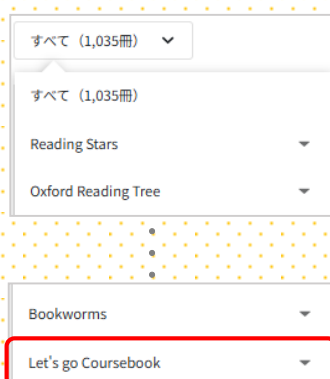 すべて（1,035冊）
すべて（1,035冊）
Reading Stars
Oxford Reading Tree
Bookworms
Let's go Coursebook